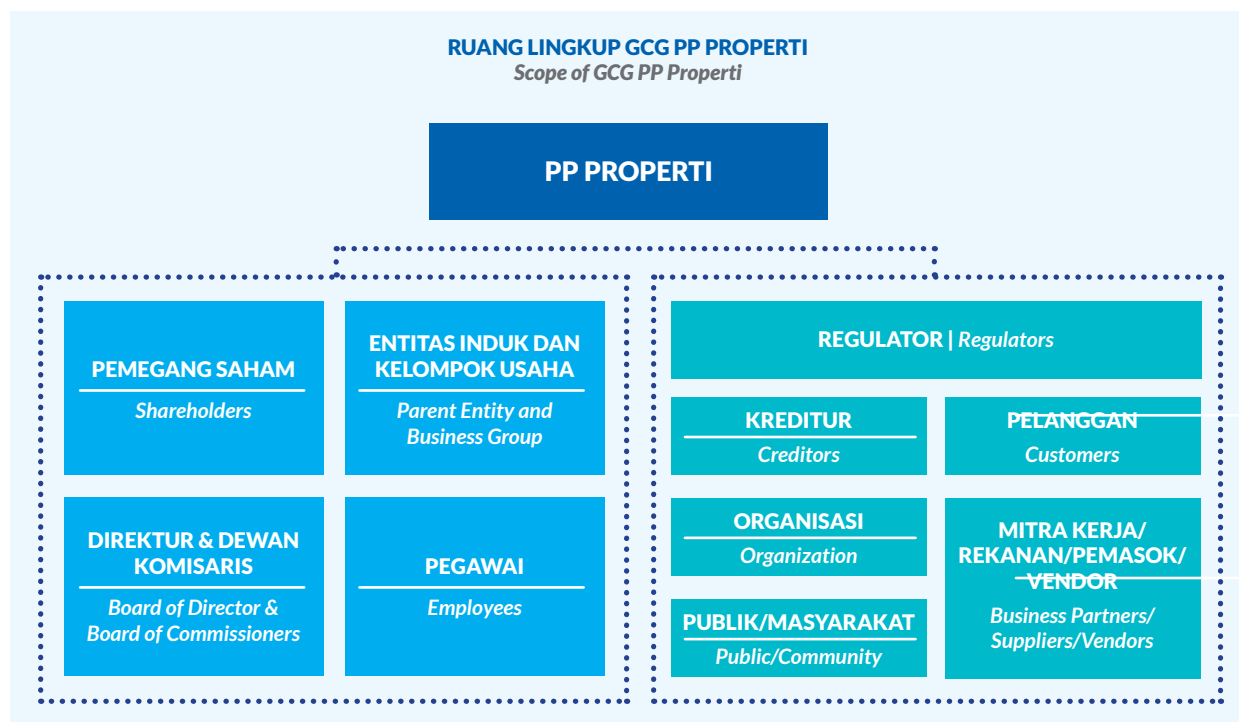 RUANG LINGKUP GCG PP PROPERTI
Scope of GCG PP Properti
PP PROPERTI
PEMEGANG SAHAM
Shareholders
ENTITAS INDUK DAN
KELOMPOK USAHA
Parent Entity and
Business Group
DIREKTUR & DEWAN
KOMISARIS
Board of Director &
Board of Commissioners
PEGAWAI
Employees
REGULATOR | Regulators
KREDITUR
Creditors
PELANGGAN
Customers
ORGANISASI
Organization
MITRA KERJA/
REKANAN/PEMASOK/
VENDOR
Business Partners/
Suppliers/Vendors
PUBLIK/MASYARAKAT
Public/Community